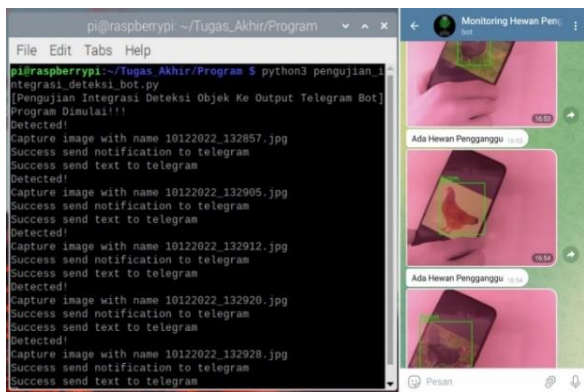 pi@raspberrypi: ~/Tugas_Akhir/Program
File Edit Tabs Help
pi@raspberrypi:~/Tugas_Akhir/Program $ python3 pengujian_i
ntegrasi_deteksi_bot.py
[Pengujian Integrasi Deteksi Objek Ke Output Telegram Bot]
Program Dimulai!!!
Detected!
Capture image with name 10122022_132857.jpg
Success send notification to telegram
Success send text to telegram
Detected!
Capture image with name 10122022_132905.jpg
Success send notification to telegram
Success send text to telegram
Detected!
Capture image with name 10122022_132912.jpg
Success send notification to telegram
Success send text to telegram
Detected!
Capture image with name 10122022_132920.jpg
Success send notification to telegram
Success send text to telegram
Detected!
Capture image with name 10122022_132928.jpg
Success send notification to telegram
Success send text to telegram
Monitoring Hewan Peng
bot
16:53
Ada Hewan Pengganggu 16:53
16:54
Ada Hewan Pengganggu 16:54
Pesan